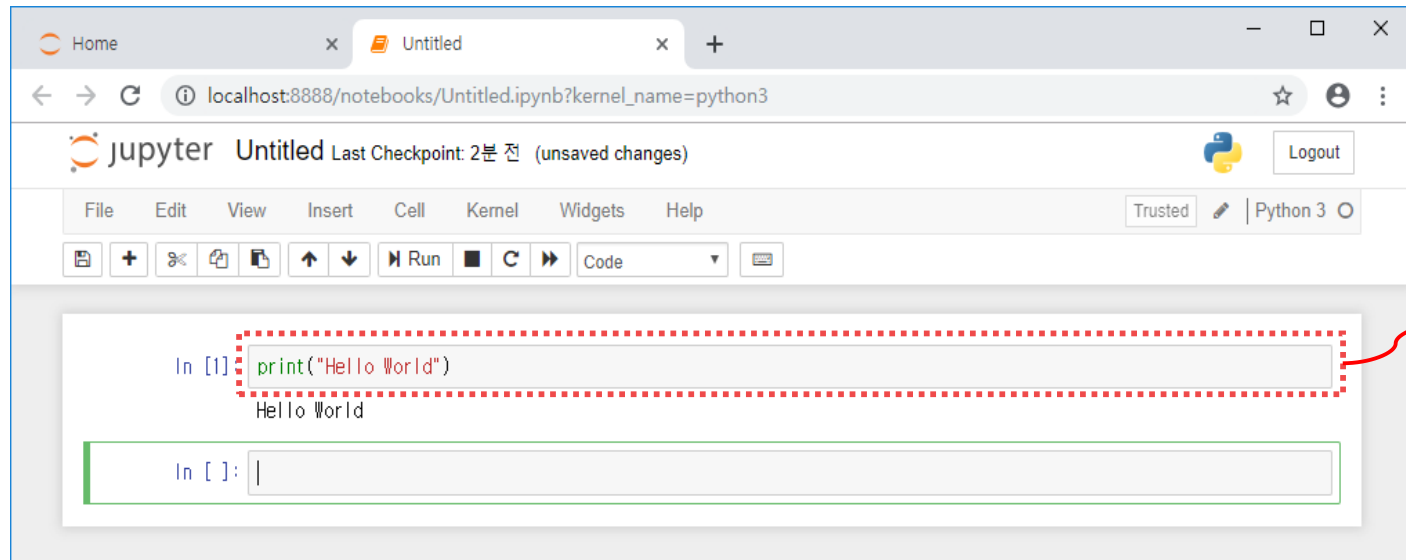 Home
Untitled
localhost:8888/notebooks/Untitled.ipynb?kernel_name=python3
jupyter Untitled Last Checkpoint: 2분 전 (unsaved changes) Logout
File Edit View Insert Cell Kernel Widgets Help Trusted Python 3
Run Code
In [1]: print("Hello World")
Hello World
In [ ]: